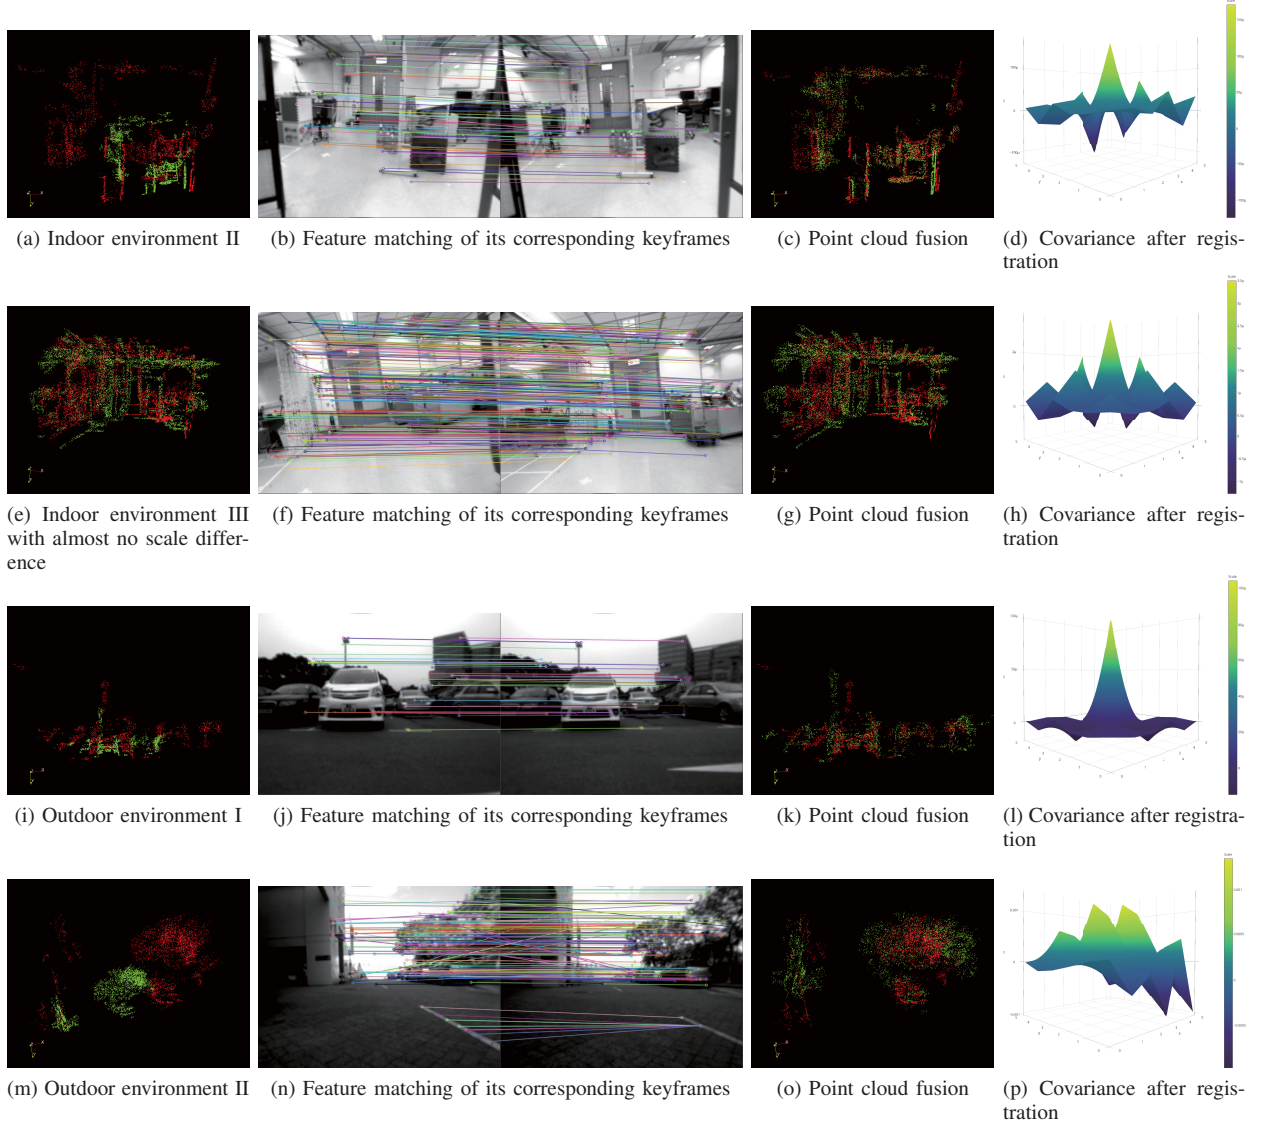 (a) Indoor environment II
(b) Feature matching of its corresponding keyframes
(c) Point cloud fusion
(d) Covariance after regis-
tration
(e) Indoor environment III
with almost no scale differ-
ence
(f) Feature matching of its corresponding keyframes
(g) Point cloud fusion
(h) Covariance after regis-
tration
(i) Outdoor environment I
(j) Feature matching of its corresponding keyframes
(k) Point cloud fusion
(l) Covariance after registra-
tion
(m) Outdoor environment II
(n) Feature matching of its corresponding keyframes
(o) Point cloud fusion
(p) Covariance after regis-
tration